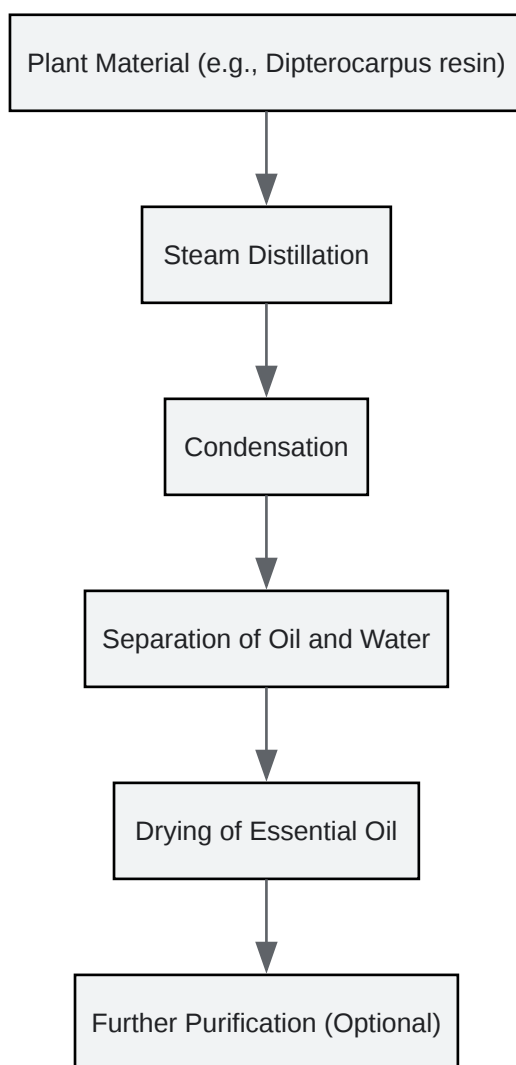 Plant Material (e.g., Dipterocarpus resin)
Steam Distillation
Condensation
Separation of Oil and Water
Drying of Essential Oil
Further Purification (Optional)